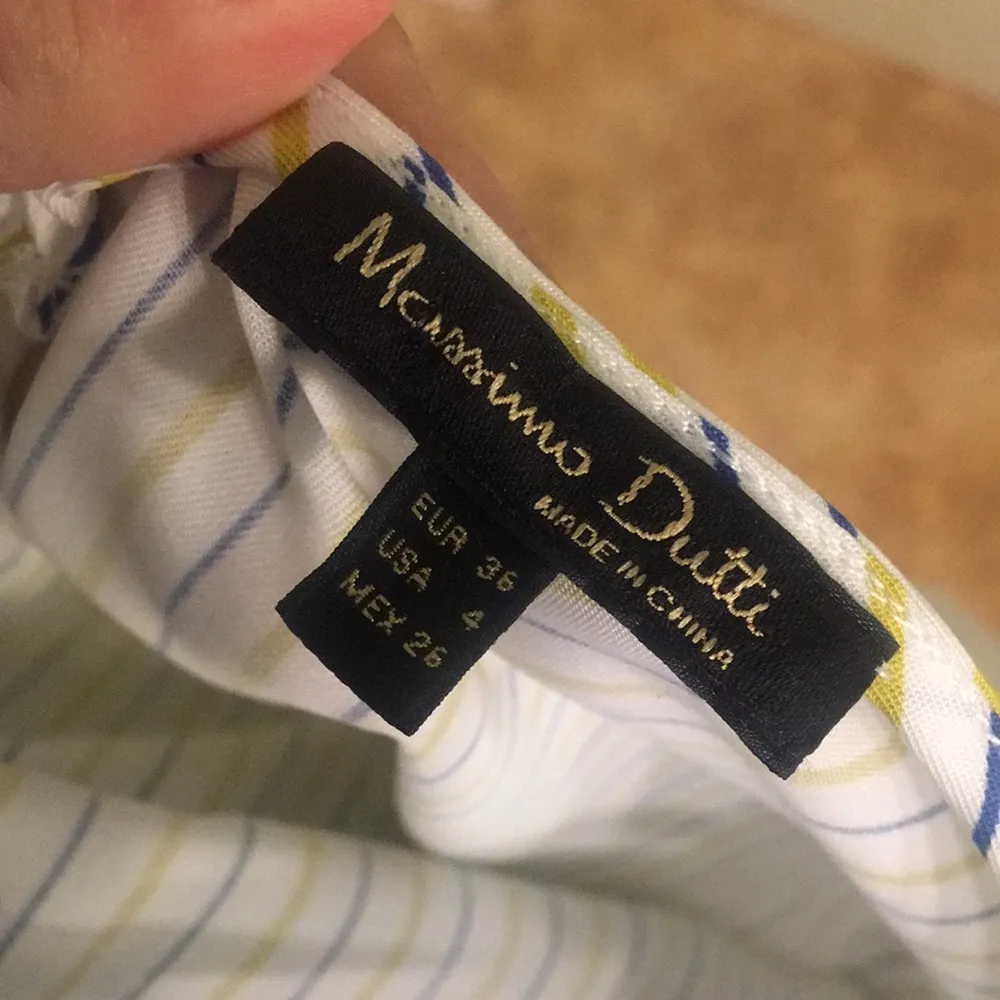 Massimo Dutti
MADE IN CHINA
EUR 36
USA 4
MEX 26